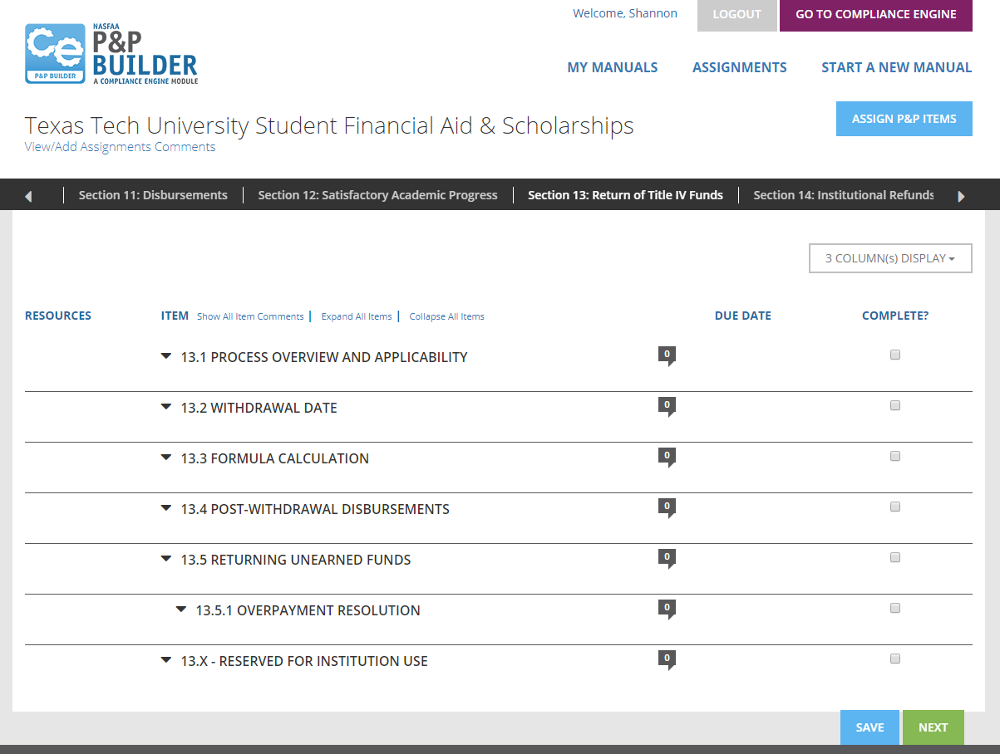 Welcome, Shannon
LOGOUT
GO TO COMPLIANCE ENGINE
NASFAA
P&P
BUILDER
A COMPLIANCE ENGINE MODULE
Ce
P&P BUILDER
MY MANUALS
ASSIGNMENTS
START A NEW MANUAL
Texas Tech University Student Financial Aid & Scholarships
View/Add Assignments Comments
ASSIGN P&P ITEMS
Section 11: Disbursements
Section 12: Satisfactory Academic Progress
Section 13: Return of Title IV Funds
Section 14: Institutional Refunds
3 COLUMN(s) DISPLAY
RESOURCES
ITEM Show All Item Comments | Expand All Items | Collapse All Items
DUE DATE
COMPLETE?
13.1 PROCESS OVERVIEW AND APPLICABILITY 0
13.2 WITHDRAWAL DATE 0
13.3 FORMULA CALCULATION 0
13.4 POST-WITHDRAWAL DISBURSEMENTS 0
13.5 RETURNING UNEARNED FUNDS 0
13.5.1 OVERPAYMENT RESOLUTION 0
13.X - RESERVED FOR INSTITUTION USE 0
SAVE
NEXT